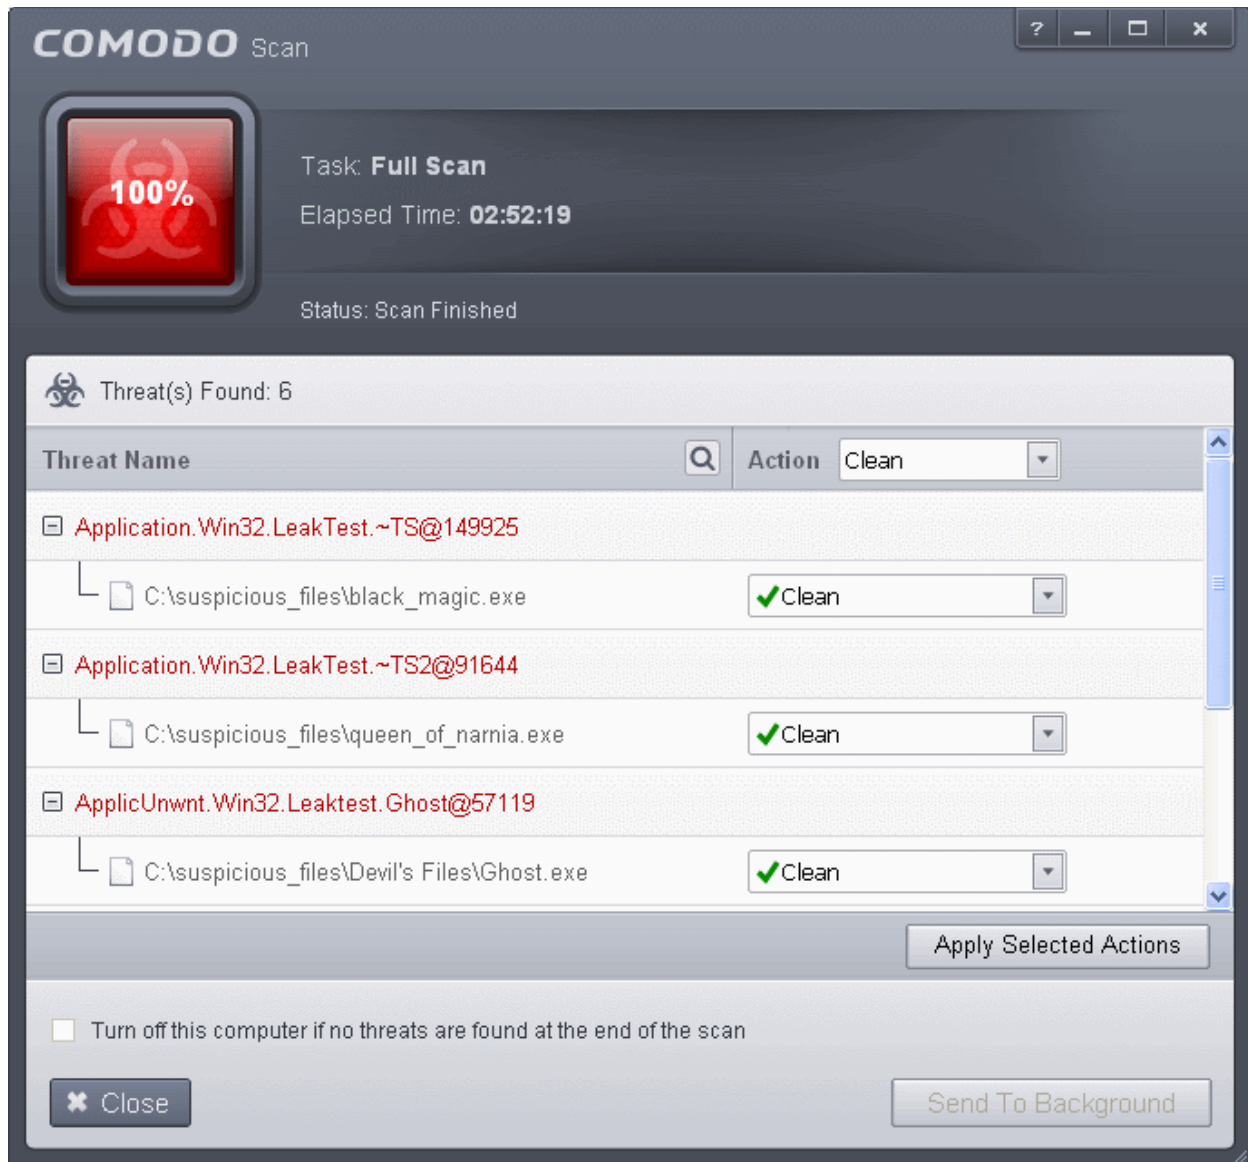 COMODO Scan
?
100%
Task: Full Scan
Elapsed Time: 02:52:19
Status: Scan Finished
Threat(s) Found: 6
Threat Name Action Clean
Application.Win32.LeakTest.~TS@149925
C:\suspicious_files\black_magic.exe Clean
Application.Win32.LeakTest.~TS2@91644
C:\suspicious_files\queen_of_narnia.exe Clean
ApplicUnwnt.Win32.Leaktest.Ghost@57119
C:\suspicious_files\Devil's Files\Ghost.exe Clean
Apply Selected Actions
Turn off this computer if no threats are found at the end of the scan
Close Send To Background